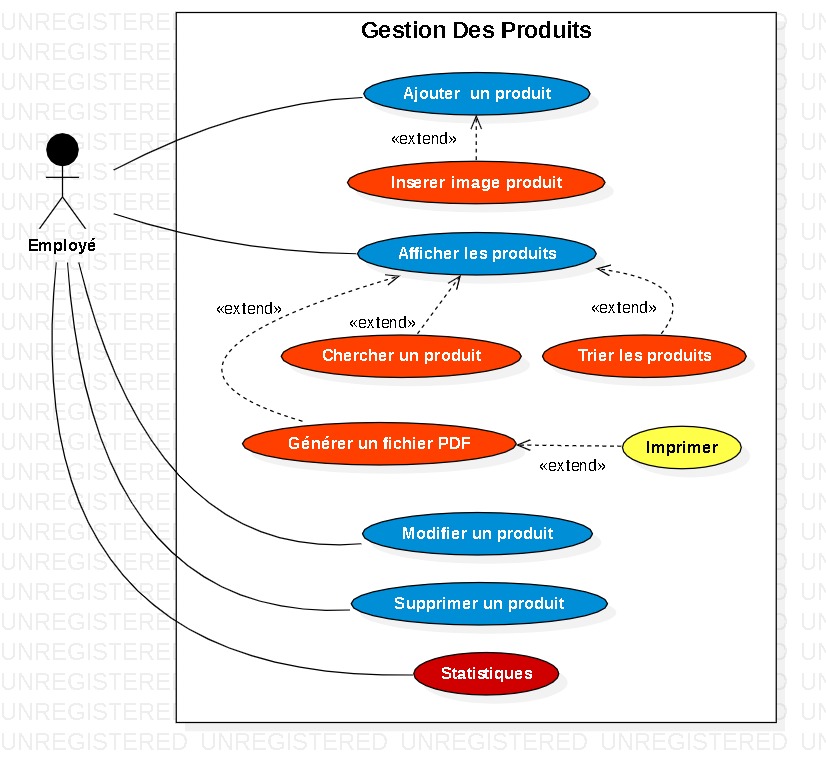 Gestion Des Produits
Ajouter un produit
«extend»
Inserer image produit
Employé
Afficher les produits
«extend»
«extend»
«extend»
Chercher un produit
Trier les produits
Générer un fichier PDF
Imprimer
«extend»
Modifier un produit
Supprimer un produit
Statistiques
UNREGISTERED UNREGISTERED UNREGISTERED UNREGISTERED